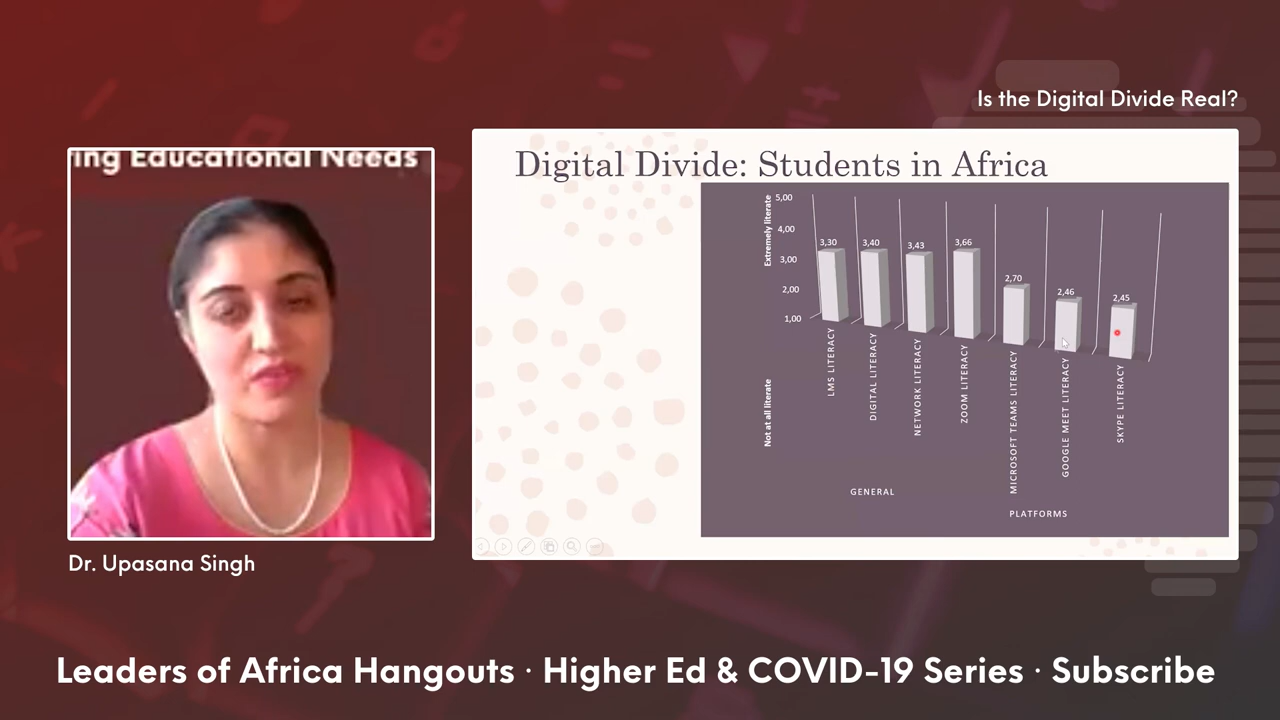 Is the Digital Divide Real?
ing Educational Needs
Digital Divide: Students in Africa
Extremely literate
Not at all literate
5,00
4,00
3,00
2,00
1,00
3,30
3,40
3,43
3,66
2,70
2,46
2,45
LMS LITERACY
DIGITAL LITERACY
NETWORK LITERACY
ZOOM LITERACY
MICROSOFT TEAMS LITERACY
GOOGLE MEET LITERACY
SKYPE LITERACY
GENERAL
PLATFORMS
Dr. Upasana Singh
Leaders of Africa Hangouts · Higher Ed & COVID-19 Series · Subscribe